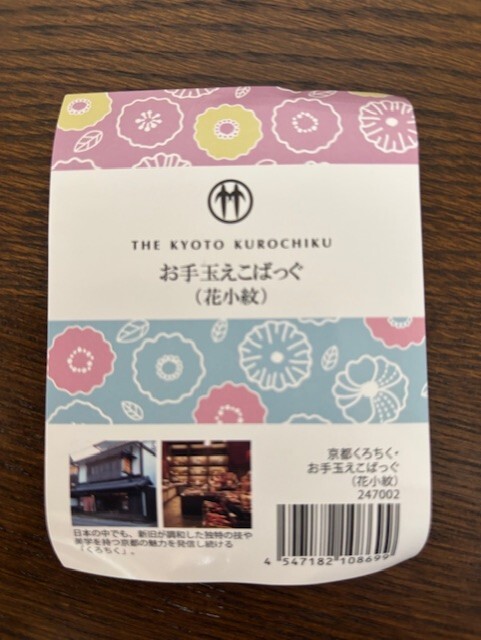 THE KYOTO KUROCHIKU
お手玉えこばっぐ
(花小紋)
日本の中でも、新旧が調和した独特の技や
美学を持つ京都の魅力を発信し続ける
「くろちく」。
京都くろちく・
お手玉えこばっぐ
(花小紋)
247002
4 547182 108699